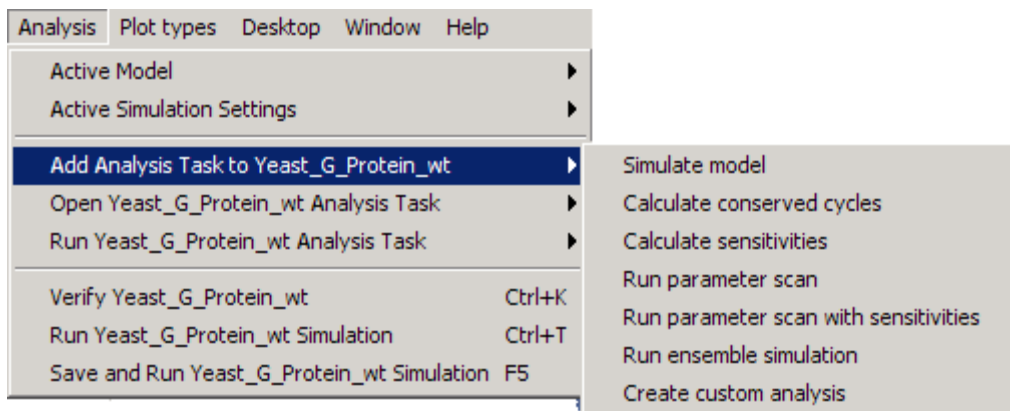 Analysis Plot types Desktop Window Help
Active Model
Active Simulation Settings
Add Analysis Task to Yeast_G_Protein_wt
Open Yeast_G_Protein_wt Analysis Task
Run Yeast_G_Protein_wt Analysis Task
Verify Yeast_G_Protein_wt Ctrl+K
Run Yeast_G_Protein_wt Simulation Ctrl+T
Save and Run Yeast_G_Protein_wt Simulation F5
Simulate model
Calculate conserved cycles
Calculate sensitivities
Run parameter scan
Run parameter scan with sensitivities
Run ensemble simulation
Create custom analysis